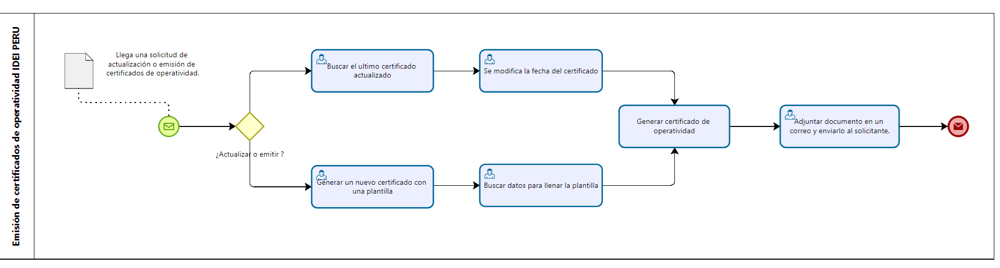 Emisión de certificados de operatividad IDEI PERU
Llega una solicitud de
actualización o emisión de
certificados de operatividad.
¿Actualizar o emitir ?
Buscar el ultimo certificado
actualizado
Se modifica la fecha del certificado
Generar un nuevo certificado con
una plantilla
Buscar datos para llenar la plantilla
Generar certificado de
operatividad
Adjuntar documento en un
correo y enviarlo al solicitante.